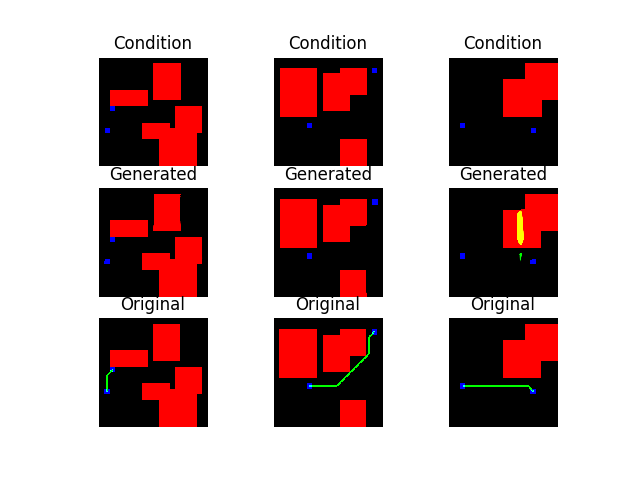 Condition Condition Condition
Generated Generated Generated
Original Original Original